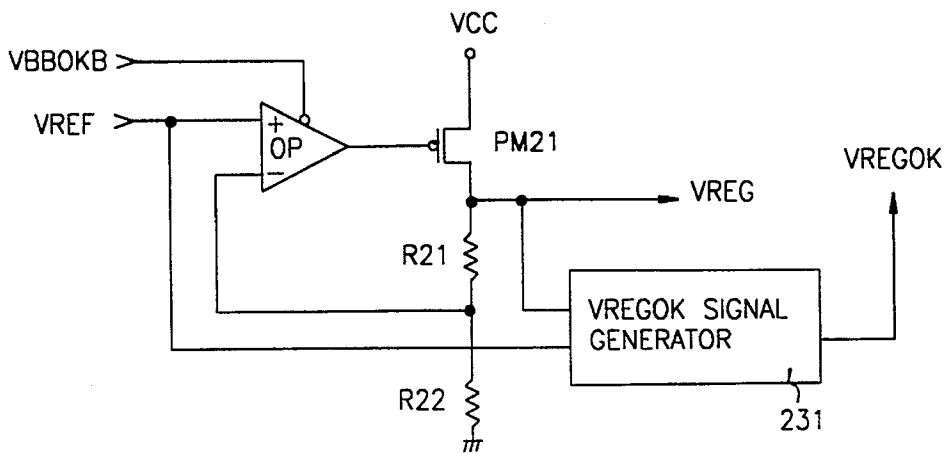 VCC
VBBOKB
VREF
+
OP
−
PM21
VREGOK
VREG
R21
VREGOK SIGNAL
GENERATOR
R22
231